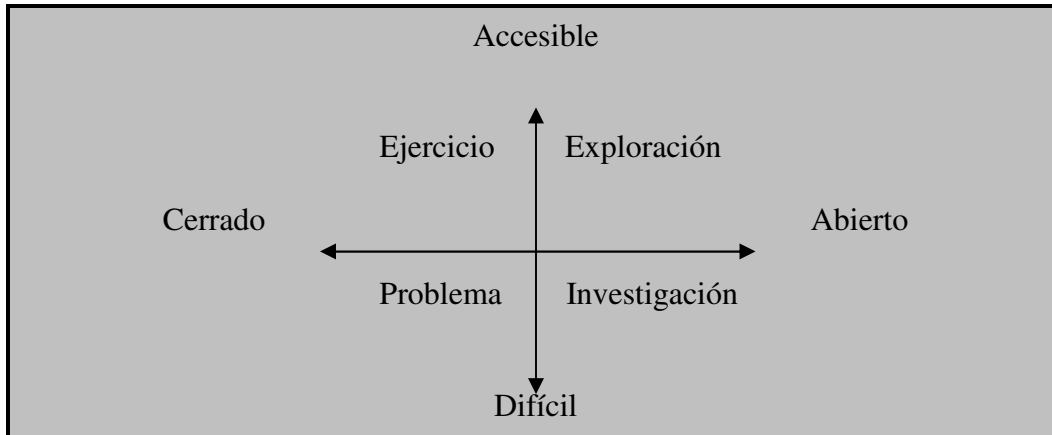 Accesible
Ejercicio Exploración
Cerrado Abierto
Problema Investigación
Difícil